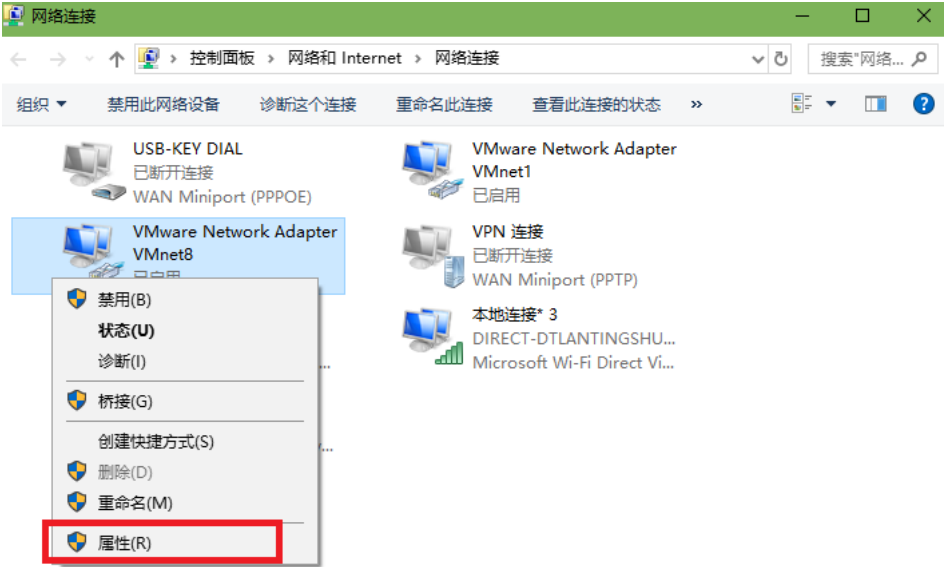 网络连接
控制面板 > 网络和 Internet > 网络连接
搜索"网络...
组织 禁用此网络设备 诊断这个连接 重命名此连接 查看此连接的状态 »
USB-KEY DIAL
已断开连接
WAN Miniport (PPPOE)
VMware Network Adapter
VMnet1
已启用
VMware Network Adapter
VMnet8
已启用
VPN 连接
已断开连接
WAN Miniport (PPTP)
本地连接* 3
DIRECT-DTLANTINGSHU...
Microsoft Wi-Fi Direct Vi...
禁用(B)
状态(U)
诊断(I)
...
桥接(G)
创建快捷方式(S)
...
删除(D)
重命名(M)
属性(R)